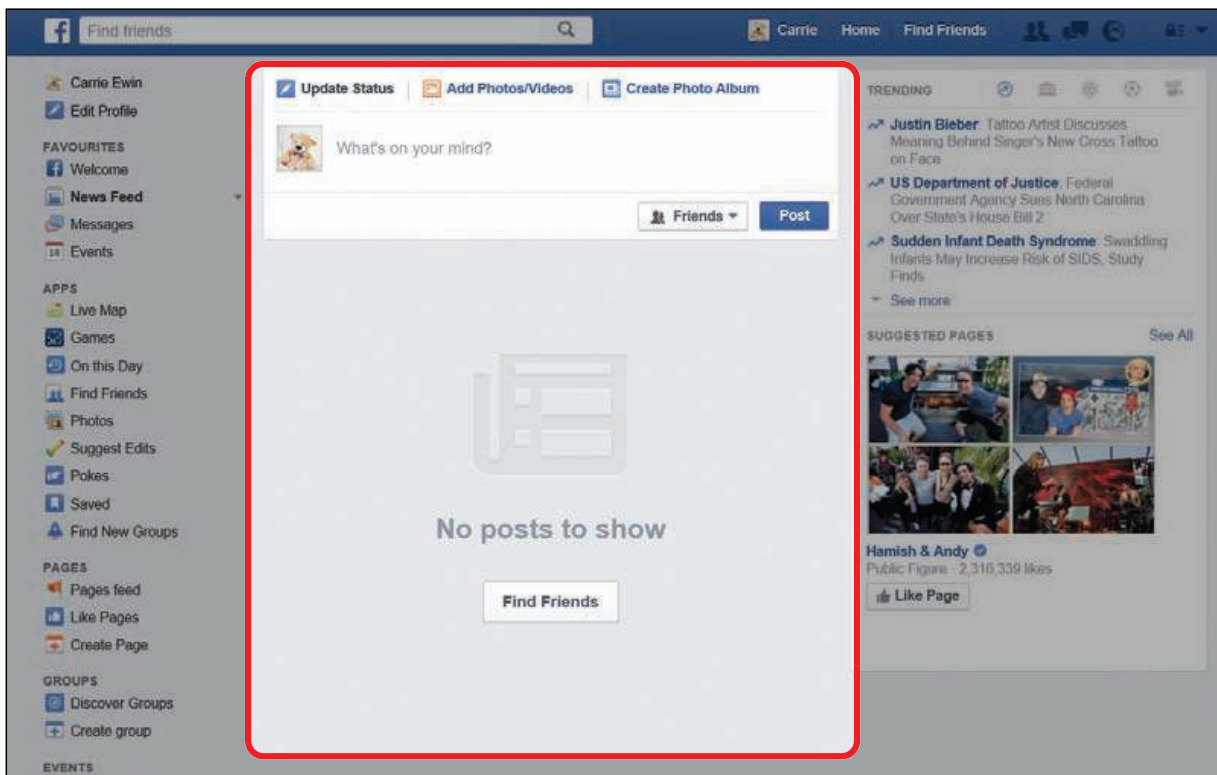 f
Find friends
Carrie
Home
Find Friends
Carrie Ewin
Edit Profile
FAVOURITES
Welcome
News Feed
Messages
18 Events
APPS
Live Map
Games
On this Day
Find Friends
Photos
Suggest Edits
Pokes
Saved
Find New Groups
PAGES
Pages feed
Like Pages
Create Page
GROUPS
Discover Groups
Create group
EVENTS
Update Status
Add Photos/Videos
Create Photo Album
What's on your mind?
Friends
Post
No posts to show
Find Friends
TRENDING
Justin Bieber: Tattoo Artist Discusses
Meaning Behind Singer's New Cross Tattoo
on Face
US Department of Justice: Federal
Government Agency Sues North Carolina
Over State's House Bill 2
Sudden Infant Death Syndrome: Swaddling
Infants May Increase Risk of SIDS, Study
Finds
See more
SUGGESTED PAGES
See All
Hamish & Andy
Public Figure · 2,316,339 likes
Like Page